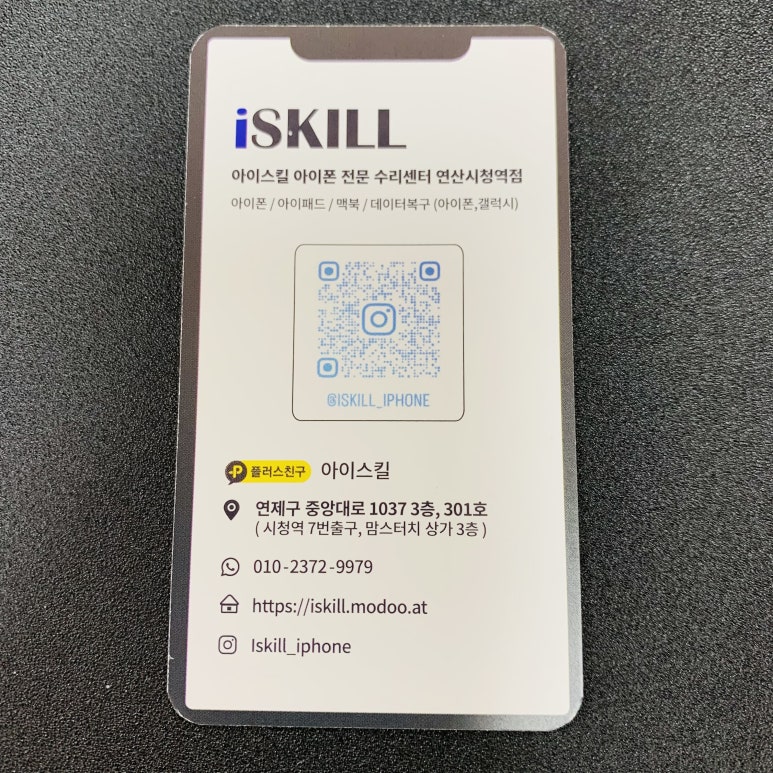 iSKILL
아이스킬 아이폰 전문 수리센터 연산시청역점
아이폰 / 아이패드 / 맥북 / 데이터복구 (아이폰,갤럭시)
@ISKILL_IPHONE
P 플러스친구 아이스킬
연제구 중앙대로 1037 3층, 301호
( 시청역 7번출구, 맘스터치 상가 3층 )
010-2372-9979
https://iskill.modoo.at
Iskill_iphone